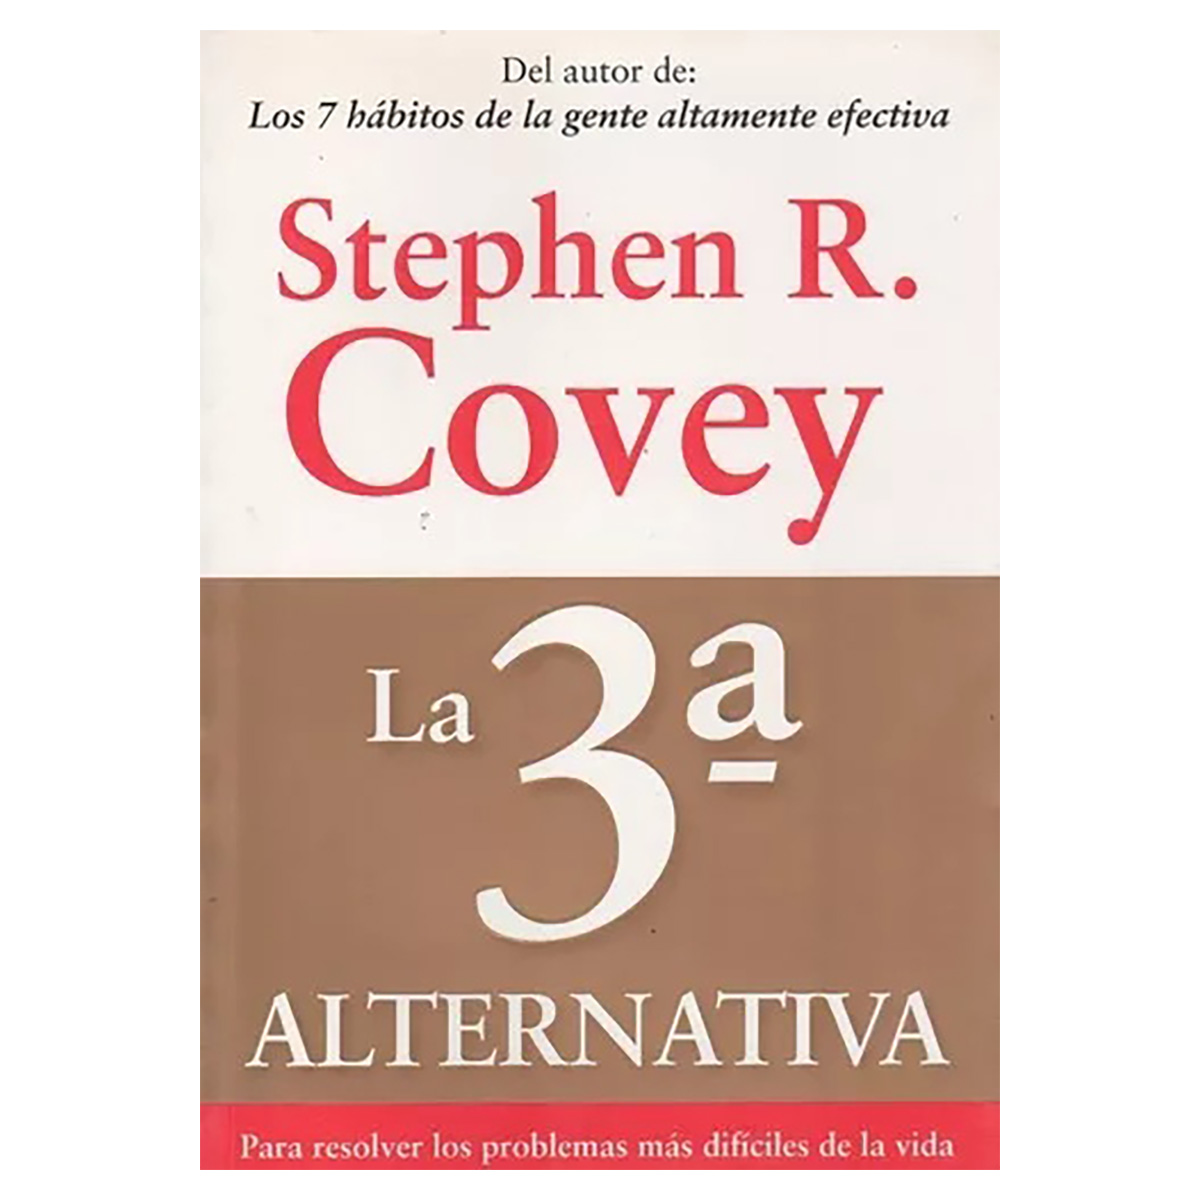 Del autor de:
Los 7 hábitos de la gente altamente efectiva
Stephen R.
Covey
La 3ª
ALTERNATIVA
Para resolver los problemas más difíciles de la vida